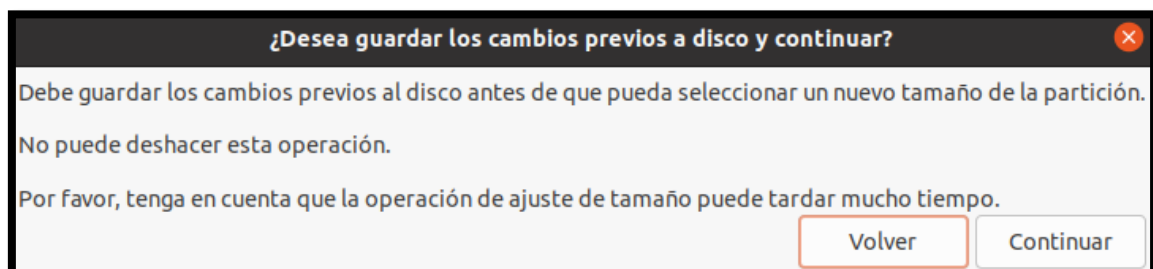 ¿Desea guardar los cambios previos a disco y continuar?
Debe guardar los cambios previos al disco antes de que pueda seleccionar un nuevo tamaño de la partición.
No puede deshacer esta operación.
Por favor, tenga en cuenta que la operación de ajuste de tamaño puede tardar mucho tiempo.
Volver Continuar